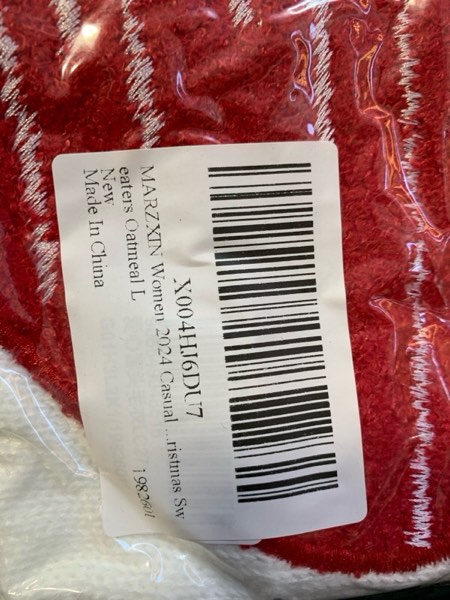 X004HJ6DU7
MARZXIN Women 2024 Casual ...ristmas Sw
eaters Oatmeal L
New
Made In China